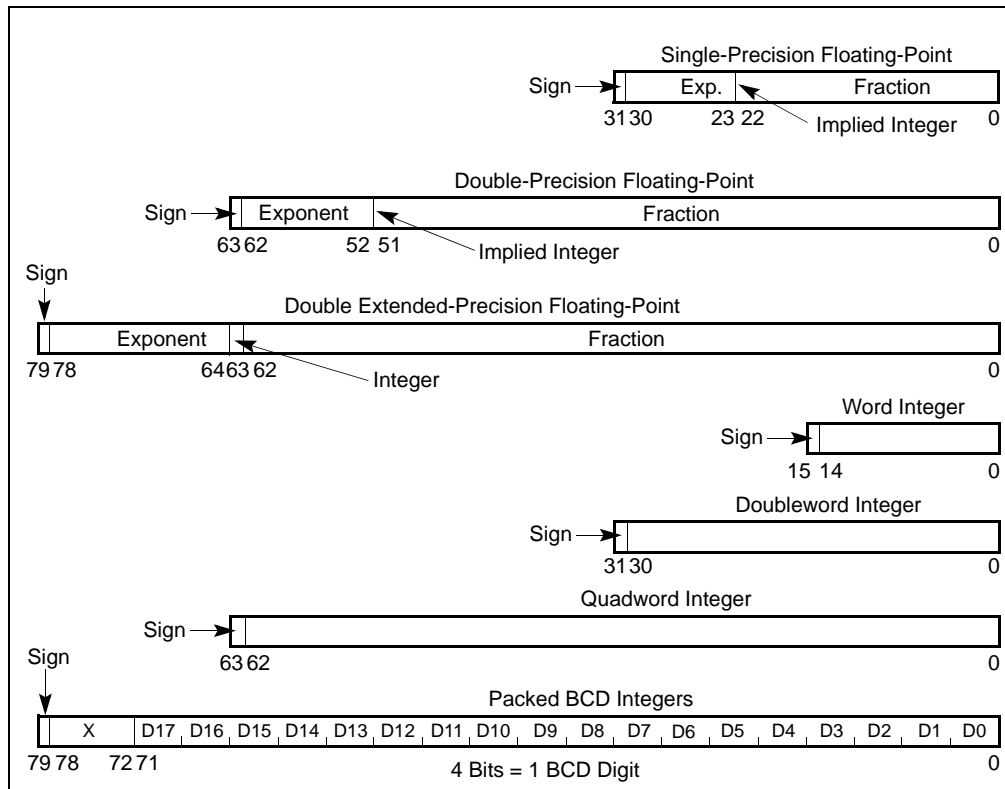 Single-Precision Floating-Point
Sign Exp. Fraction
31 30 23 22 Implied Integer 0
Double-Precision Floating-Point
Sign Exponent Fraction
63 62 52 51 Implied Integer 0
Sign
Double Extended-Precision Floating-Point
Exponent Fraction
79 78 64 63 62 Integer 0
Word Integer
Sign
15 14 0
Doubleword Integer
Sign
31 30 0
Quadword Integer
Sign
63 62 0
Sign
Packed BCD Integers
X D17 D16 D15 D14 D13 D12 D11 D10 D9 D8 D7 D6 D5 D4 D3 D2 D1 D0
79 78 72 71 4 Bits = 1 BCD Digit 0